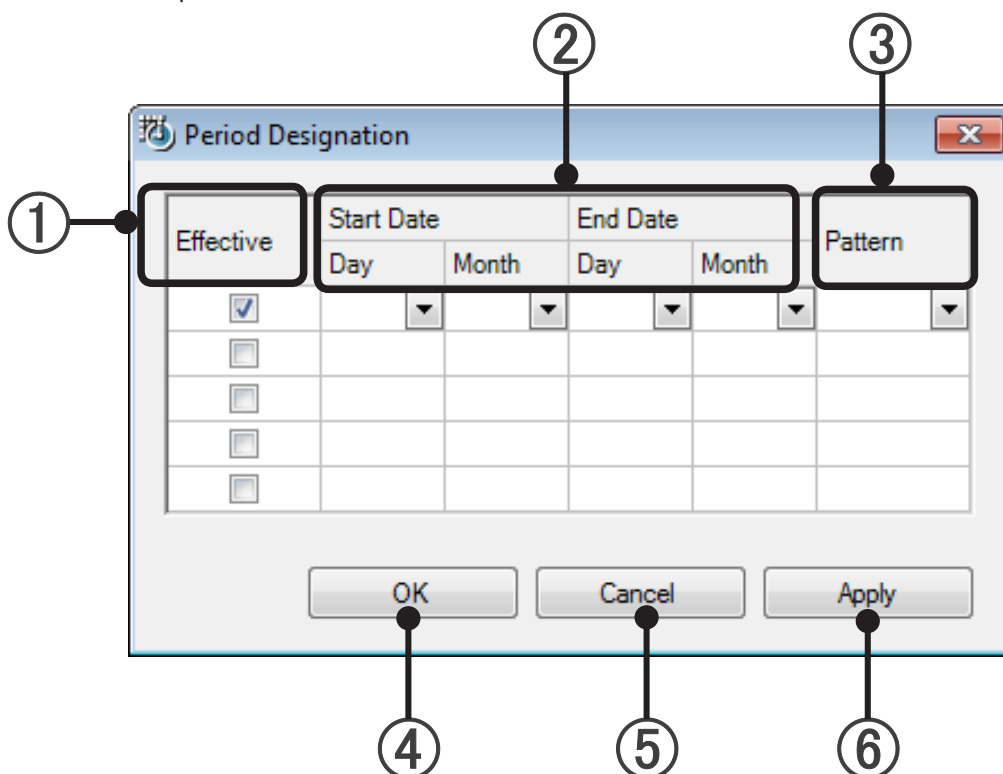 ② ③
Period Designation
①
Effective Start Date End Date Pattern
Day Month Day Month
OK Cancel Apply
④ ⑤ ⑥